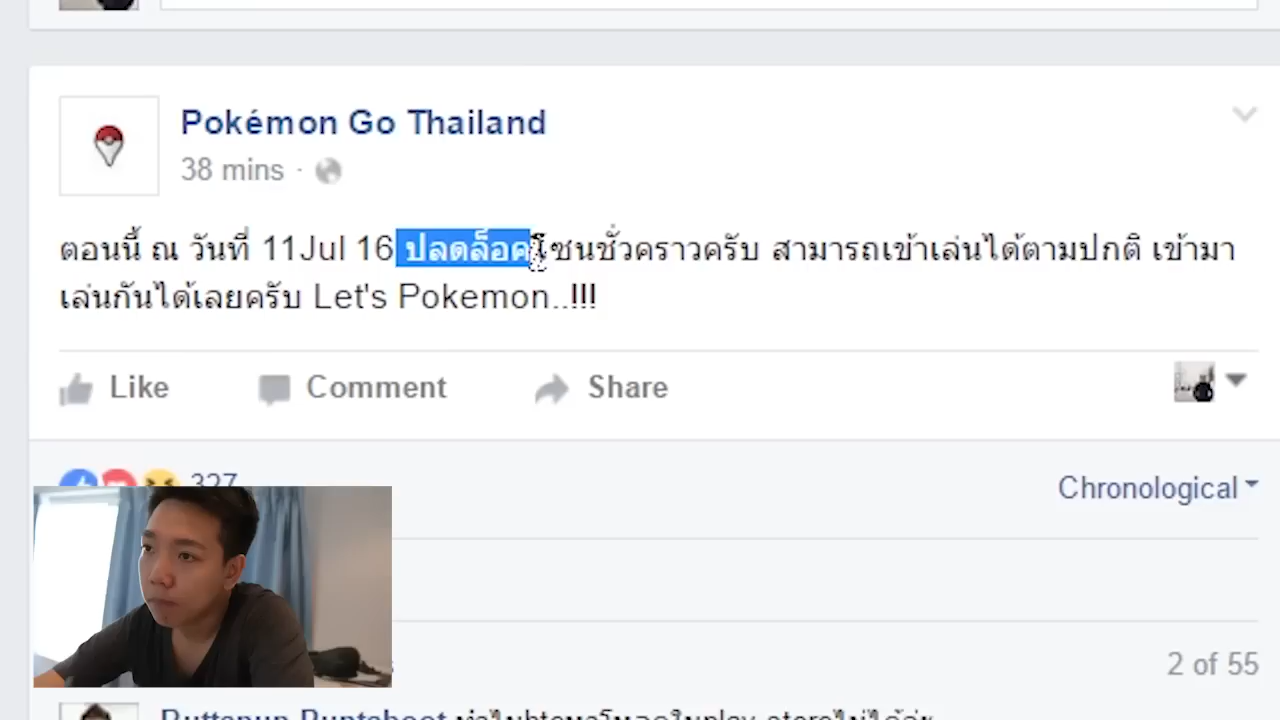 Pokémon Go Thailand
38 mins ·
ตอนนี้ ณ วันที่ 11Jul 16 ปลดล็อคโซนชั่วคราวครับ สามารถเข้าเล่นได้ตามปกติ เข้ามา
เล่นกันได้เลยครับ Let's Pokemon..!!!
Like Comment Share
327
Chronological
2 of 55